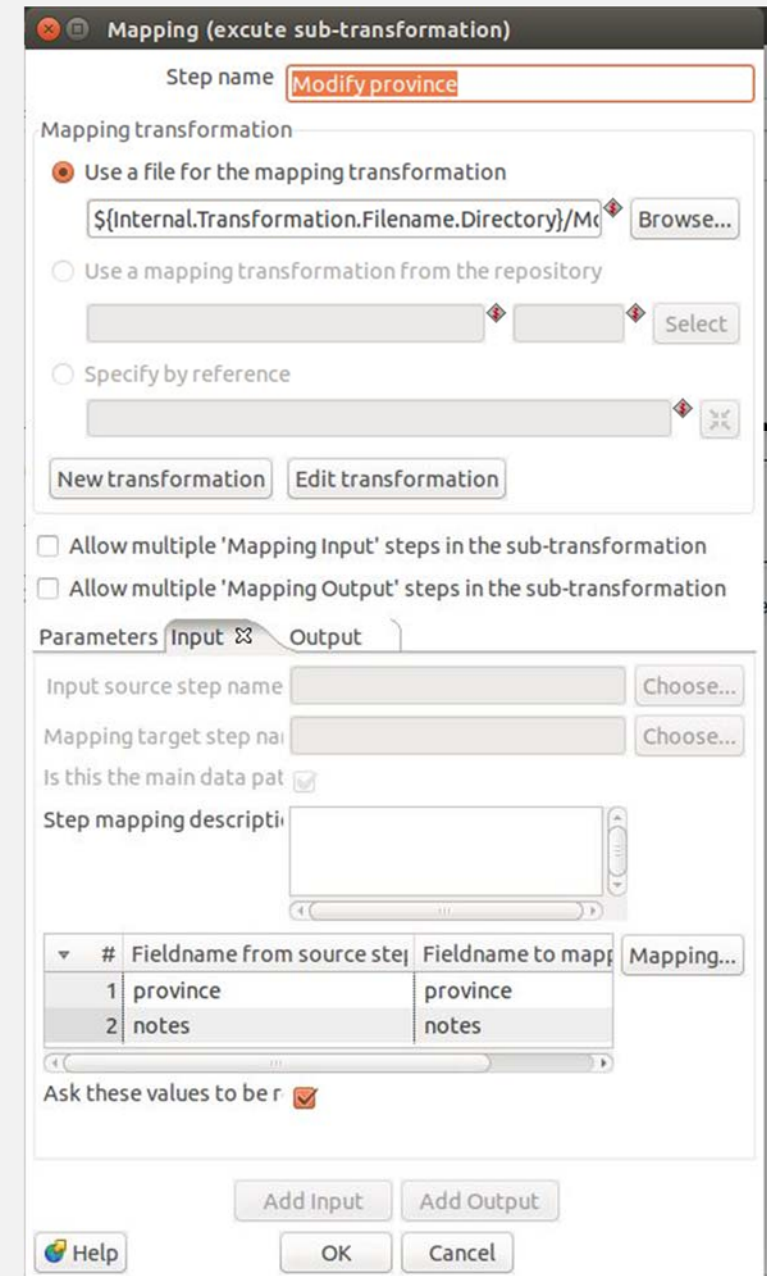 Mapping (excute sub-transformation)
Step name Modify province
Mapping transformation
Use a file for the mapping transformation
${Internal.Transformation.Filename.Directory}/Mo Browse...
Use a mapping transformation from the repository
Select
Specify by reference
New transformation Edit transformation
Allow multiple 'Mapping Input' steps in the sub-transformation
Allow multiple 'Mapping Output' steps in the sub-transformation
Parameters Input Output
Input source step name Choose...
Mapping target step nai Choose...
Is this the main data pat
Step mapping descripti
# Fieldname from source step Fieldname to mapp Mapping...
1 province province
2 notes notes
Ask these values to be r
Add Input Add Output
Help OK Cancel